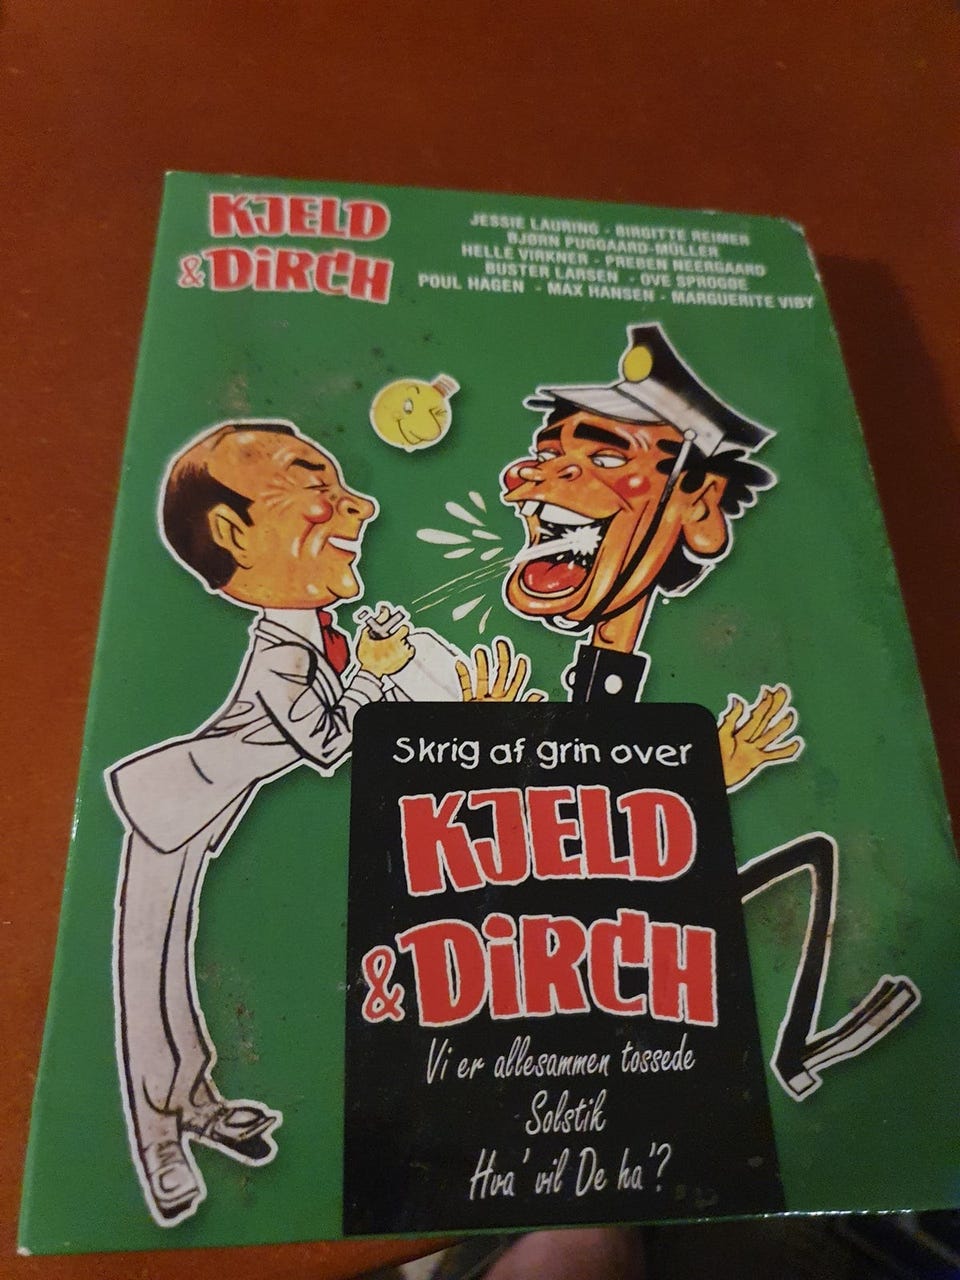 KJELD
& DiRCH
JESSIE LAURING - BIRGITTE REIMER
BJØRN PUGGAARD-MÜLLER
HELLE VIRKNER - PREBEN NEERGAARD
BUSTER LARSEN - OVE SPROGØE
POUL HAGEN - MAX HANSEN - MARGUERITE VIBY
Skrig af grin over
KJELD
& DiRCH
Vi er allesammen tossede
Solstik
Hva' vil De ha'?